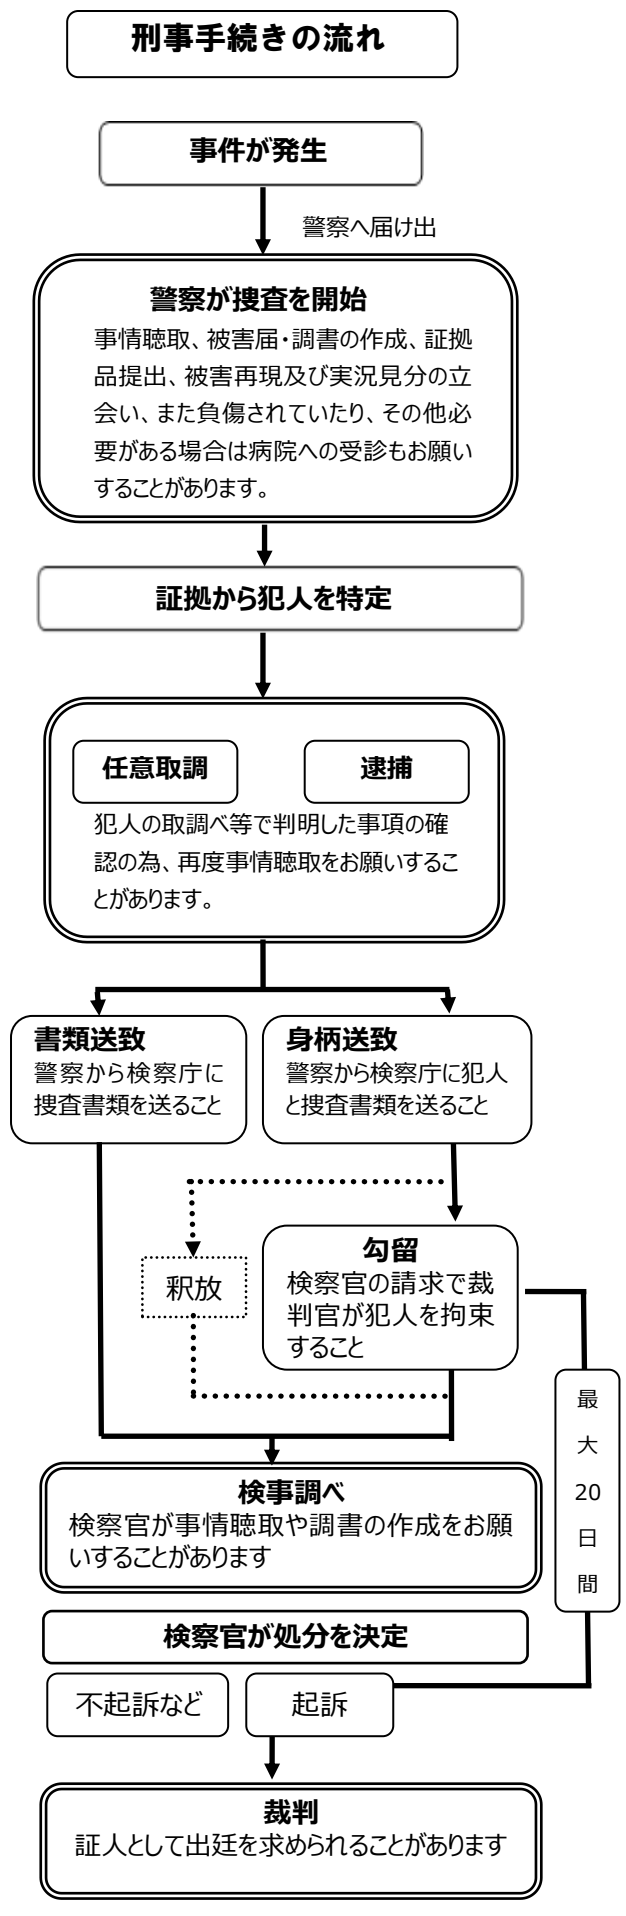 刑事手続きの流れ
事件が発生
警察へ届け出
警察が捜査を開始
事情聴取、被害届・調書の作成、証拠
品提出、被害再現及び実況見分の立
会い、また負傷されていたり、その他必
要がある場合は病院への受診もお願い
することがあります。
証拠から犯人を特定
任意取調
逮捕
犯人の取調べ等で判明した事項の確
認の為、再度事情聴取をお願いするこ
とがあります。
書類送致
警察から検察庁に
捜査書類を送ること
身柄送致
警察から検察庁に犯人
と捜査書類を送ること
釈放
勾留
検察官の請求で裁
判官が犯人を拘束
すること
最
大
20
日
間
検事調べ
検察官が事情聴取や調書の作成をお願
いすることがあります
検察官が処分を決定
不起訴など
起訴
裁判
証人として出廷を求められることがあります